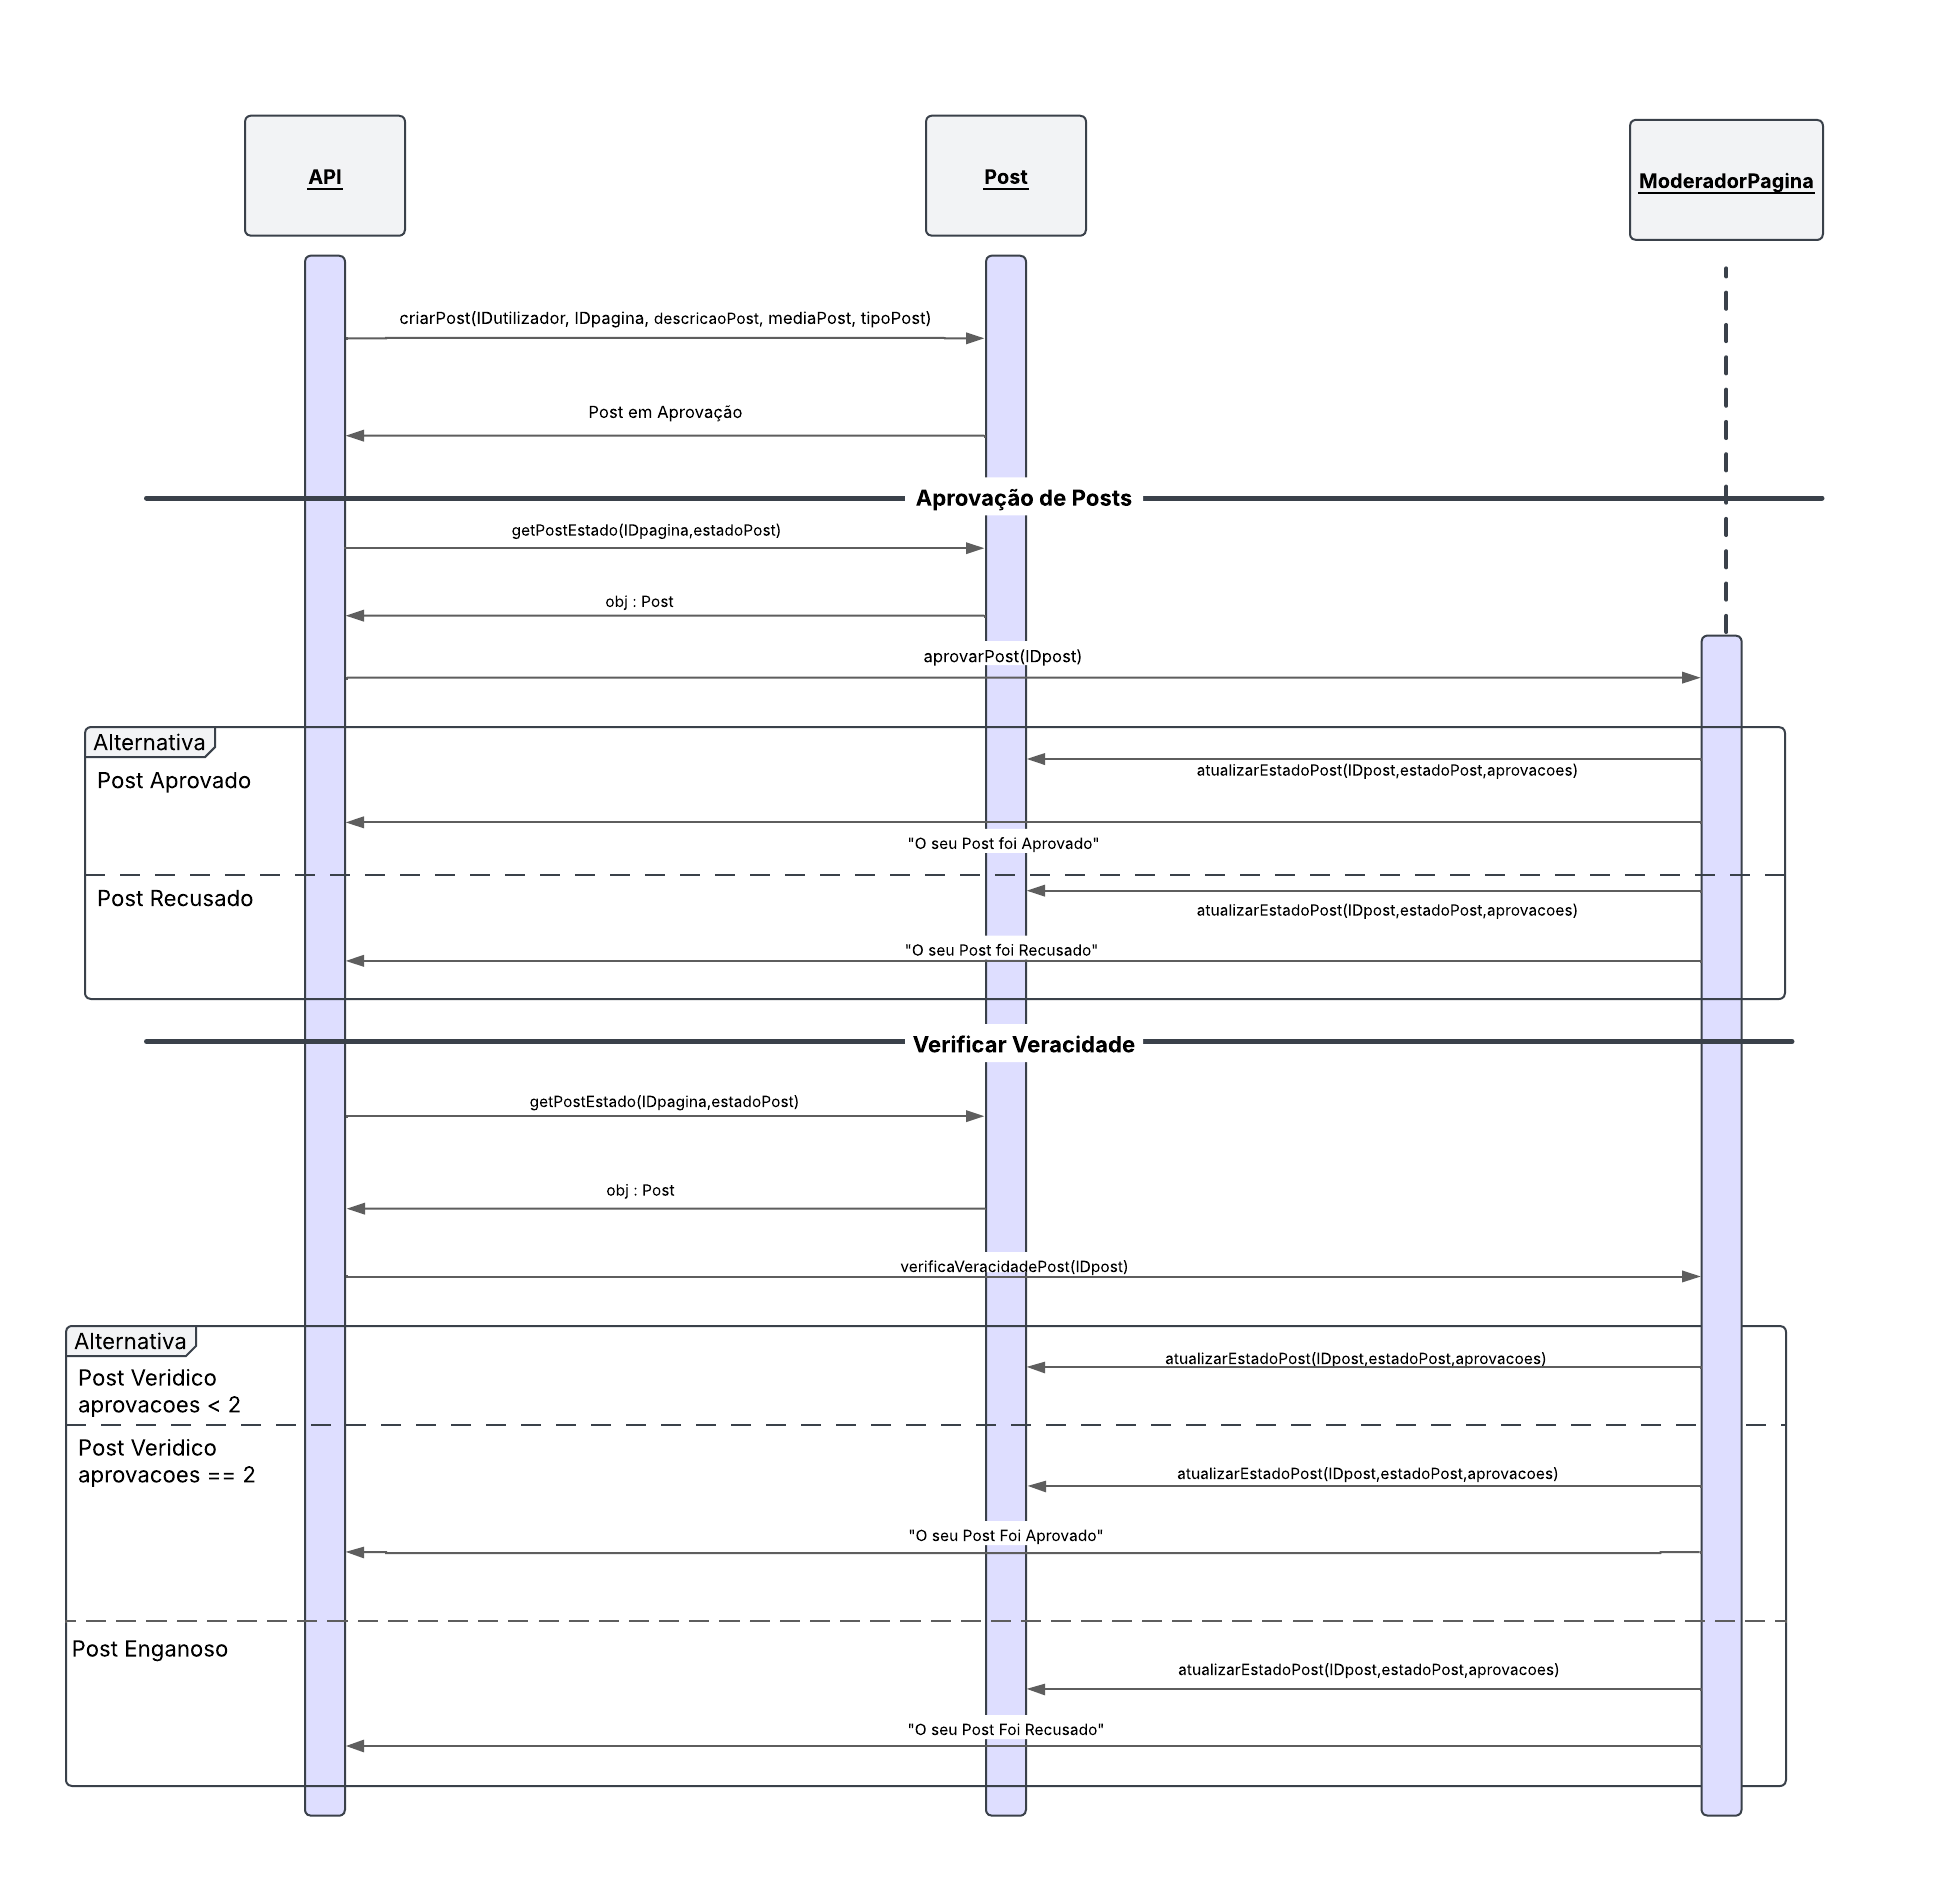 API
Post
ModeradorPagina
criarPost(IDutilizador, IDpagina, descricaoPost, mediaPost, tipoPost)
Post em Aprovação
Aprovação de Posts
getPostEstado(IDpagina,estadoPost)
obj : Post
aprovarPost(IDpost)
Alternativa
Post Aprovado
atualizarEstadoPost(IDpost,estadoPost,aprovacoes)
"O seu Post foi Aprovado"
Post Recusado
atualizarEstadoPost(IDpost,estadoPost,aprovacoes)
"O seu Post foi Recusado"
Verificar Veracidade
getPostEstado(IDpagina,estadoPost)
obj : Post
verificaVeracidadePost(IDpost)
Alternativa
atualizarEstadoPost(IDpost,estadoPost,aprovacoes)
Post Veridico
aprovacoes < 2
Post Veridico
aprovacoes == 2
atualizarEstadoPost(IDpost,estadoPost,aprovacoes)
"O seu Post Foi Aprovado"
Post Enganoso
atualizarEstadoPost(IDpost,estadoPost,aprovacoes)
"O seu Post Foi Recusado"